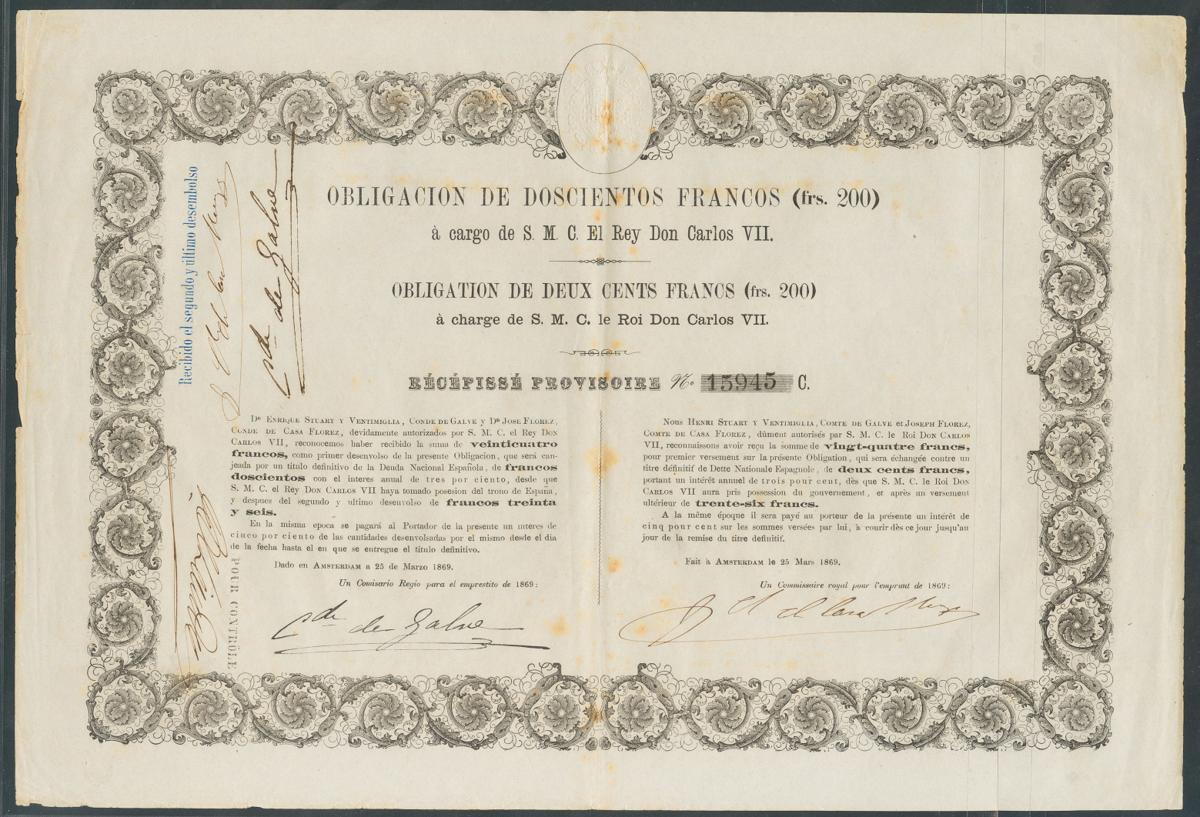 OBLIGACION DE DOSCIENTOS FRANCOS (frs. 200)
à cargo de S. M. C. El Rey Don Carlos VII.
OBLIGATION DE DEUX CENTS FRANCS (frs. 200)
à charge de S. M. C. le Roi Don Carlos VII.
RÉCÉPISSÉ PROVISOIRE No. 15945 C.
Dn ENRIQUE STUART Y VENTIMIGLIA, CONDE DE GALVE Y Dn JOSE FLOREZ,
CONDE DE CASA FLOREZ, devidamente autorizados por S. M. C. el Rey DON
CARLOS VII, reconocemos haber recibido la suma de veinticuatro
francos, como primer desenvolso de la presente Obligacion, que será can-
jeada por un titulo definitivo de la Deuda Nacional Española, de francos
doscientos con el interes anual de tres por ciento, desde que
S. M. C. el Rey DON CARLOS VII haya tomado posesion del trono de España,
y despues del segundo y ultimo desenvolso de francos treinta
y seis.
En la misma epoca se pagará al Portador de la presente un interes de
cinco por ciento de las cantidades desenvolsadas por el mismo desde el dia
de la fecha hasta el en que se entregue el titulo definitivo.
Dado en AMSTERDAM a 25 de Marzo 1869.
Un Comisario Regio para el emprestito de 1869:
Cde de Galve
Nous HENRI STUART Y VENTIMIGLIA, COMTE DE GALVE et JOSEPH FLOREZ,
COMTE DE CASA FLOREZ, dûment autorisés par S. M. C. le Roi DON CARLOS
VII, reconnaissons avoir reçu la somme de vingt-quatre francs,
pour premier versement sur la présente Obligation, qui sera échangée contre un
titre définitif de Dette Nationale Espagnole, de deux cents francs,
portant un intérêt annuel de trois pour cent, dès que S. M. C. le Roi DON
CARLOS VII aura pris possession du gouvernement, et après un versement
ultérieur de trente-six francs.
A la même époque il sera payé au porteur de la présente un intérêt de
cinq pour cent sur les sommes versées par lui, à courir dès ce jour jusqu'au
jour de la remise du titre définitif.
Fait à AMSTERDAM le 25 Mars 1869.
Un Commissaire royal pour l'emprunt de 1869:
Recibido el segundo y último desembolso
Cde de Galve
POUR CONTRÔLE